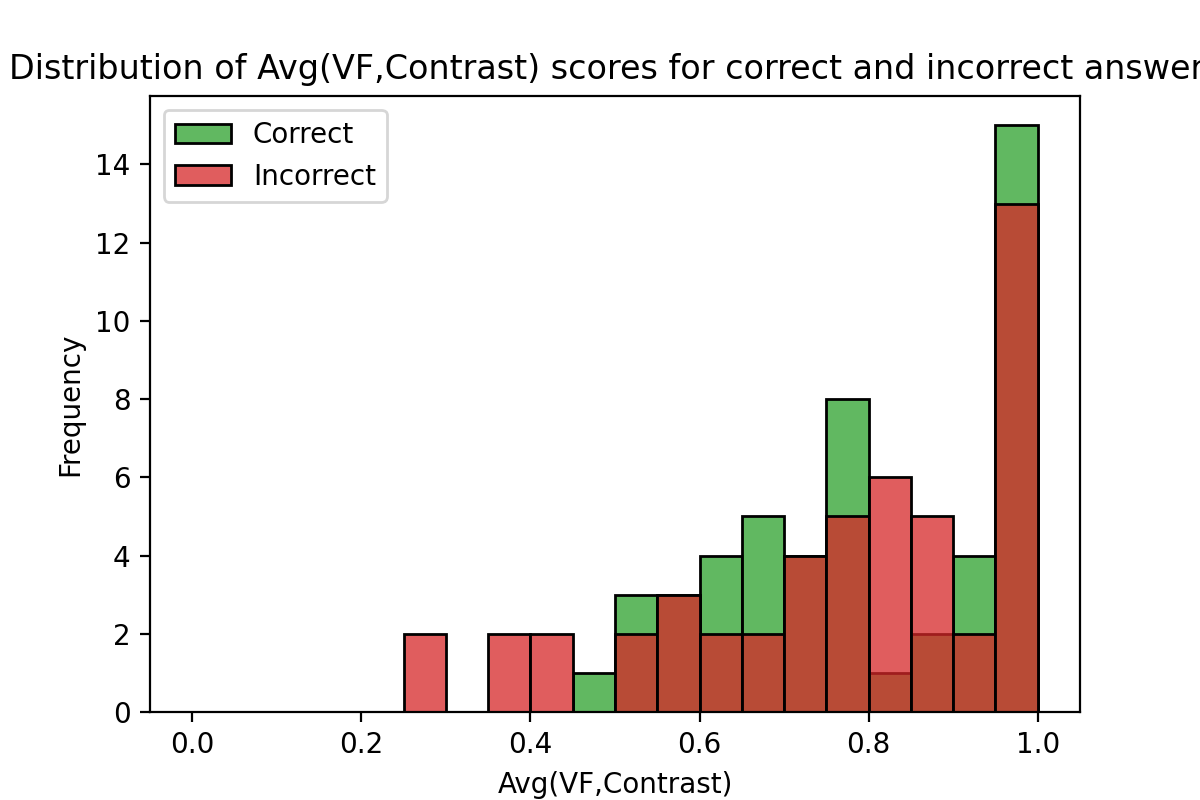 Distribution of Avg(VF,Contrast) scores for correct and incorrect answer
Correct
Incorrect
14
12
10
8
6
4
2
0
Frequency
0.0 0.2 0.4 0.6 0.8 1.0
Avg(VF,Contrast)